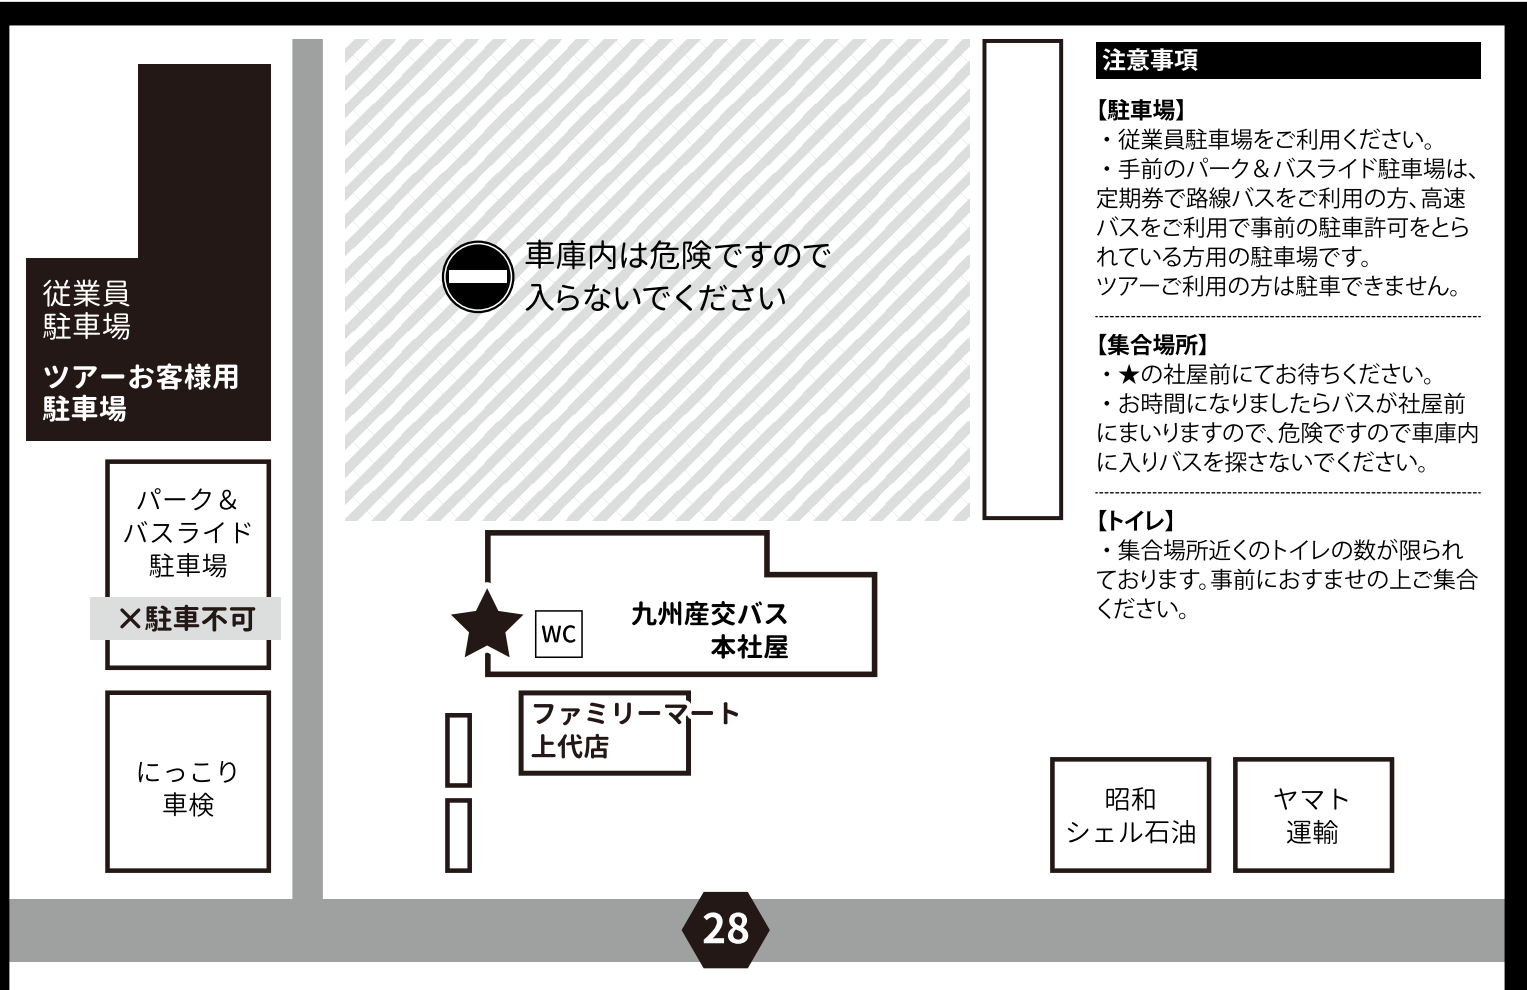 従業員
駐車場
ツアーお客様用
駐車場
パーク＆
バスライド
駐車場
×駐車不可
にっこり
車検
車庫内は危険ですので
入らないでください
WC
九州産交バス
本社屋
ファミリーマート
上代店
昭和
シェル石油
ヤマト
運輸
28
注意事項
【駐車場】
・従業員駐車場をご利用ください。
・手前のパーク＆バスライド駐車場は、
定期券で路線バスをご利用の方、高速
バスをご利用で事前の駐車許可をとら
れている方用の駐車場です。
ツアーご利用の方は駐車できません。
【集合場所】
・★の社屋前にてお待ちください。
・お時間になりましたらバスが社屋前
にまいりますので、危険ですので車庫内
に入りバスを探さないでください。
【トイレ】
・集合場所近くのトイレの数が限られ
ております。事前におすませの上ご集合
ください。